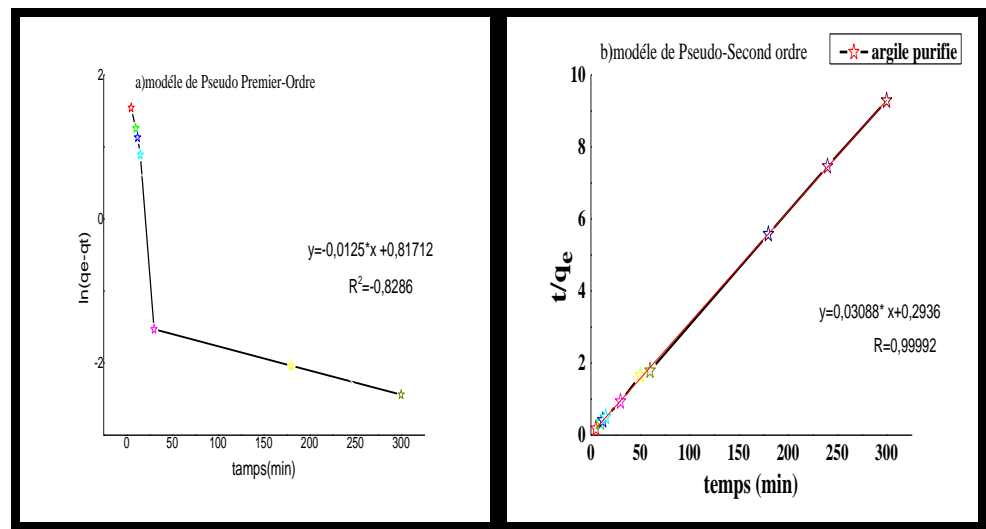 a)modéle de Pseudo Premier-Ordre
2
0
-2
ln(qe-qt)
y=-0,0125*x +0,81712
R²=-0,8286
0 50 100 150 200 250 300
tamps(min)
b)modéle de Pseudo-Second ordre
argile purifie
10
8
6
4
2
0
t/qe
y=0,03088* x+0,2936
R=0,99992
0 50 100 150 200 250 300
temps (min)